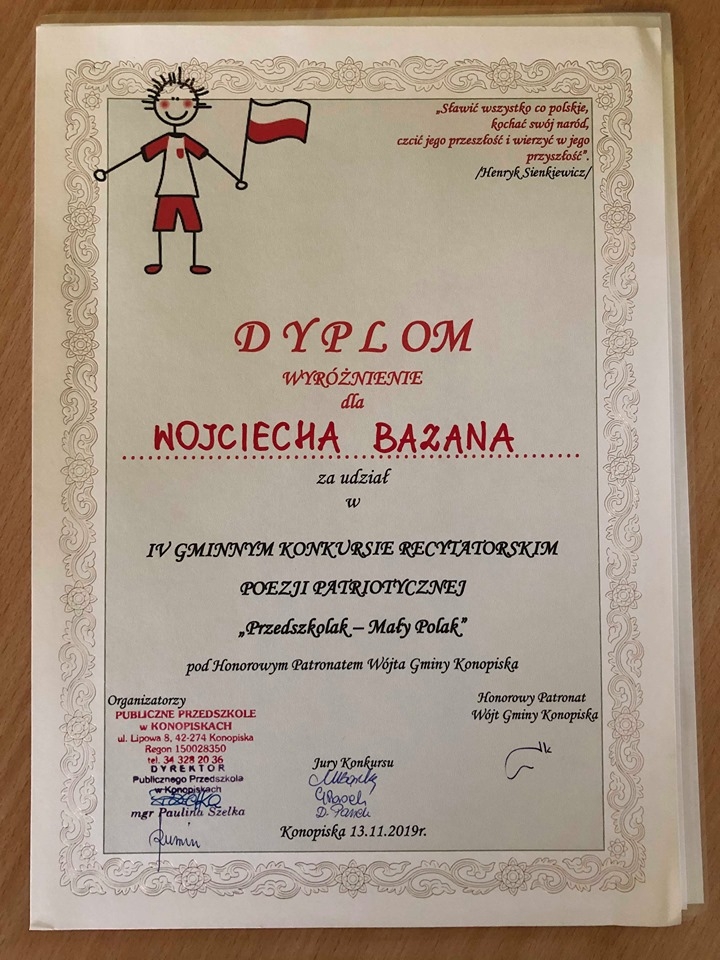 „Sławić wszystko co polskie,
kochać swój naród,
czcić jego przeszłość i wierzyć w jego
przyszłość”.
/Henryk Sienkiewicz/
DYPLOM
WYRÓŻNIENIE
dla
WOJCIECHA BAZANA
za udział
w
IV GMINNYM KONKURSIE RECYTATORSKIM
POEZJI PATRIOTYCZNEJ
„Przedszkolak – Mały Polak”
pod Honorowym Patronatem Wójta Gminy Konopiska
Organizatorzy
PUBLICZNE PRZEDSZKOLE
w KONOPISKACH
ul. Lipowa 8, 42-274 Konopiska
Regon 150028350
tel. 34 328 20 36
DYREKTOR
Publicznego Przedszkola
w Konopiskach
mgr Paulina Szelka
Honorowy Patronat
Wójt Gminy Konopiska
Jury Konkursu
Konopiska 13.11.2019r.